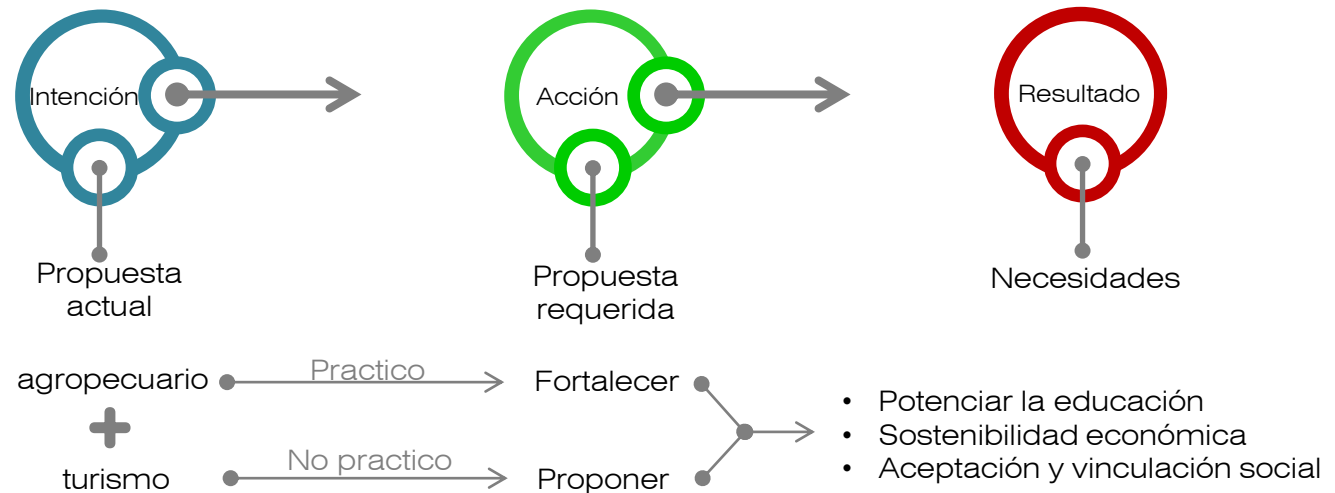 Intención
Acción
Resultado
Propuesta
actual
Propuesta
requerida
Necesidades
agropecuario
Practico
Fortalecer
turismo
No practico
Proponer
• Potenciar la educación
• Sostenibilidad económica
• Aceptación y vinculación social